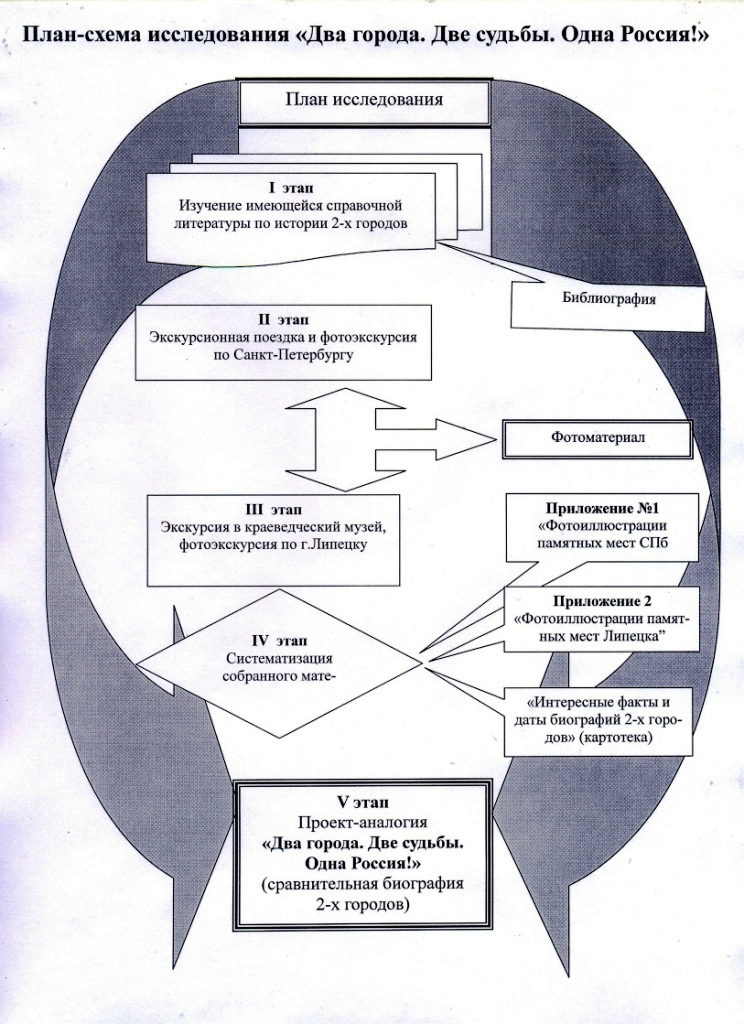 План-схема исследования «Два города. Две судьбы. Одна Россия!»
План исследования
I этап
Изучение имеющейся справочной
литературы по истории 2-х городов
Библиография
II этап
Экскурсионная поездка и фотоэкскурсия
по Санкт-Петербургу
Фотоматериал
III этап
Экскурсия в краеведческий музей,
фотоэкскурсия по г.Липецку
Приложение №1
«Фотоиллюстрации
памятных мест СПб
Приложение 2
«Фотоиллюстрации памят-
ных мест Липецка”
IV этап
Систематизация
собранного мате-
«Интересные факты и
даты биографий 2-х горо-
дов» (картотека)
V этап
Проект-аналогия
«Два города. Две судьбы.
Одна Россия!»
(сравнительная биография
2-х городов)